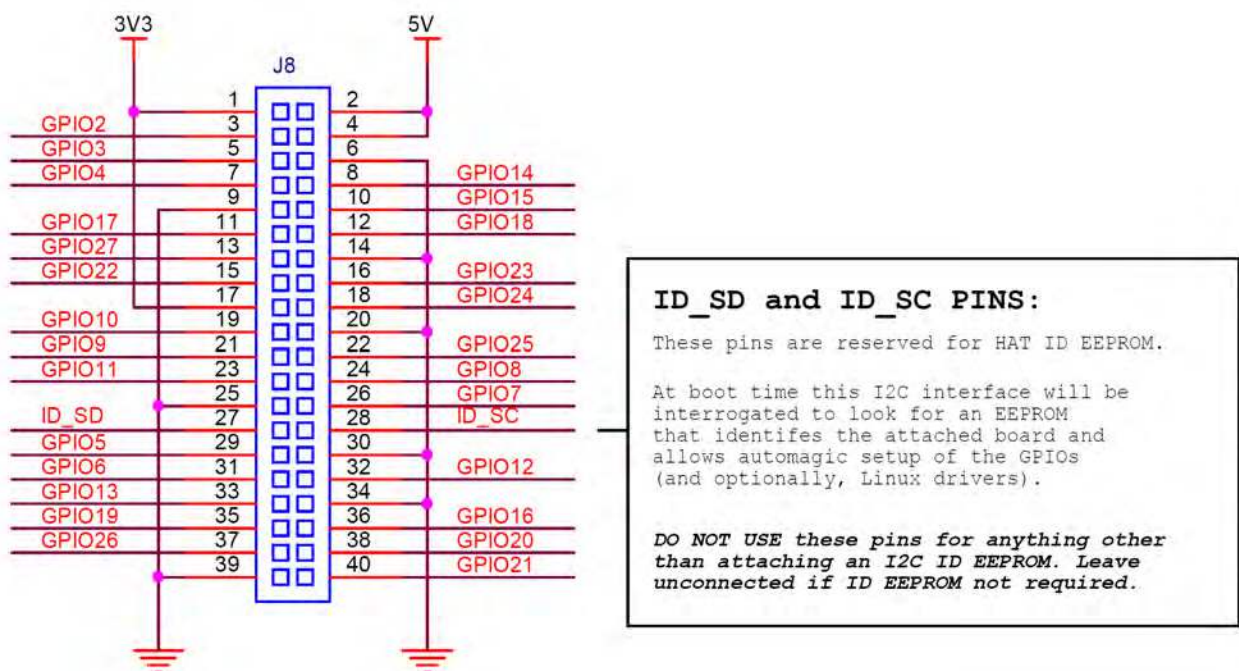 3V3 5V
J8
1 2
GPIO2 3 4
GPIO3 5 6
GPIO4 7 8 GPIO14
9 10 GPIO15
GPIO17 11 12 GPIO18
GPIO27 13 14
GPIO22 15 16 GPIO23
17 18 GPIO24
GPIO10 19 20
GPIO9 21 22 GPIO25
GPIO11 23 24 GPIO8
25 26 GPIO7
ID_SD 27 28 ID_SC
GPIO5 29 30
GPIO6 31 32 GPIO12
GPIO13 33 34
GPIO19 35 36 GPIO16
GPIO26 37 38 GPIO20
39 40 GPIO21
ID_SD and ID_SC PINS:
These pins are reserved for HAT ID EEPROM.
At boot time this I2C interface will be
interrogated to look for an EEPROM
that identifes the attached board and
allows automagic setup of the GPIOs
(and optionally, Linux drivers).
DO NOT USE these pins for anything other
than attaching an I2C ID EEPROM. Leave
unconnected if ID EEPROM not required.